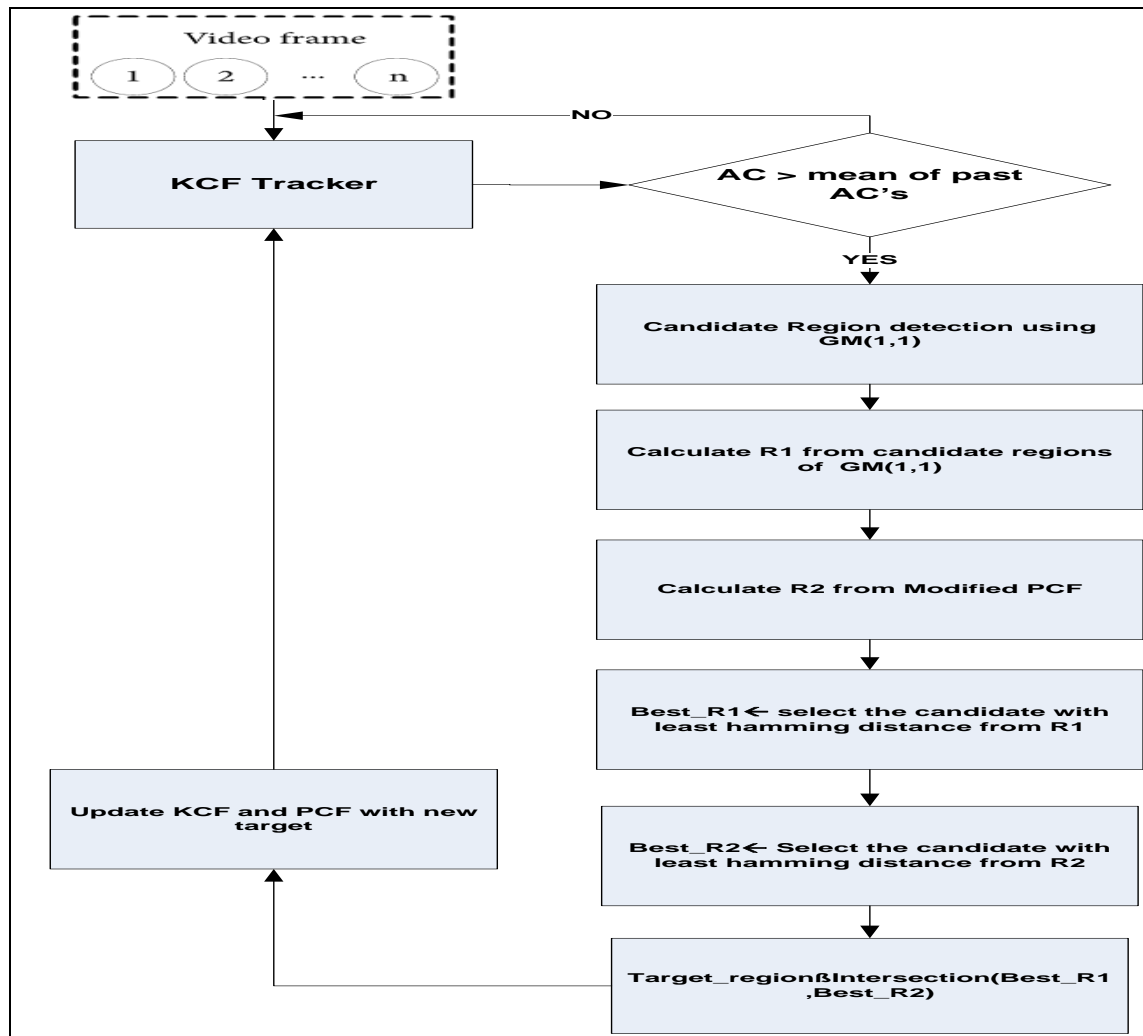 Video frame
1 2 ... n
NO
KCF Tracker
AC > mean of past
AC's
YES
Candidate Region detection using
GM(1,1)
Calculate R1 from candidate regions
of GM(1,1)
Calculate R2 from Modified PCF
Best_R1← select the candidate with
least hamming distance from R1
Update KCF and PCF with new
target
Best_R2← Select the candidate with
least hamming distance from R2
Target_regionßIntersection(Best_R1
,Best_R2)